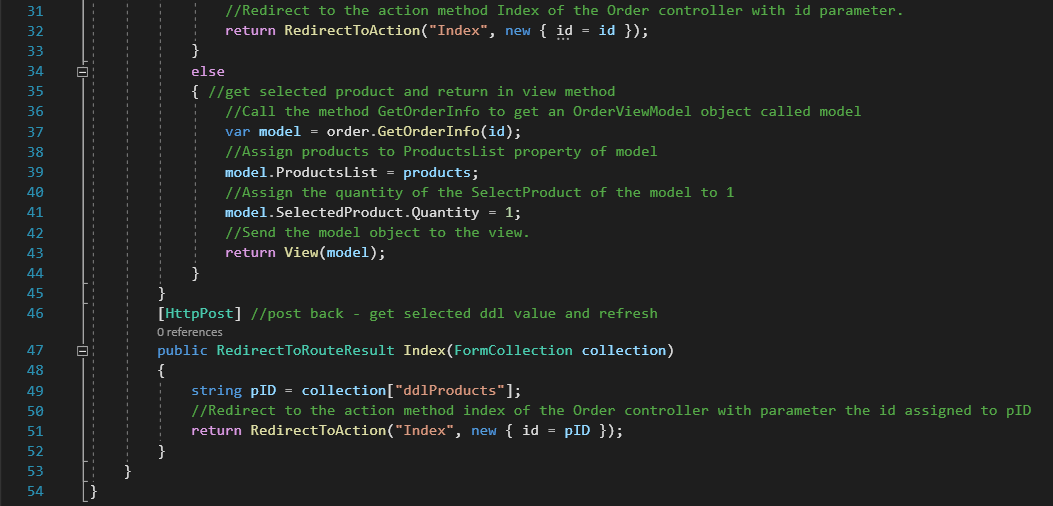 31 //Redirect to the action method Index of the Order controller with id parameter.
32 return RedirectToAction("Index", new { id = id });
33 }
34 else
35 { //get selected product and return in view method
36 //Call the method GetOrderInfo to get an OrderViewModel object called model
37 var model = order.GetOrderInfo(id);
38 //Assign products to ProductsList property of model
39 model.ProductsList = products;
40 //Assign the quantity of the SelectProduct of the model to 1
41 model.SelectedProduct.Quantity = 1;
42 //Send the model object to the view.
43 return View(model);
44 }
45 }
46 [HttpPost] //post back - get selected ddl value and refresh
0 references
47 public RedirectToRouteResult Index(FormCollection collection)
48 {
49 string pID = collection["ddlProducts"];
50 //Redirect to the action method index of the Order controller with parameter the id assigned to pID
51 return RedirectToAction("Index", new { id = pID });
52 }
53 }
54 }